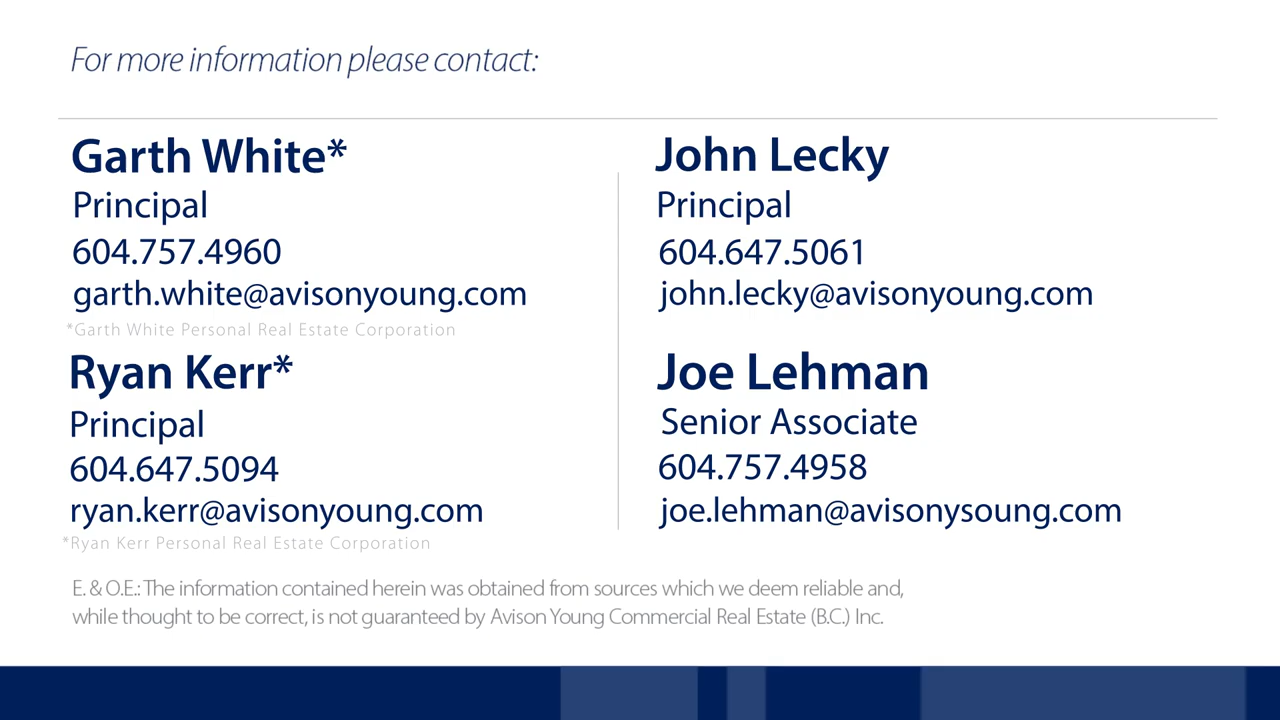 For more information please contact:
Garth White*
Principal
604.757.4960
garth.white@avisonyoung.com
*Garth White Personal Real Estate Corporation
Ryan Kerr*
Principal
604.647.5094
ryan.kerr@avisonyoung.com
*Ryan Kerr Personal Real Estate Corporation
John Lecky
Principal
604.647.5061
john.lecky@avisonyoung.com
Joe Lehman
Senior Associate
604.757.4958
joe.lehman@avisonysoung.com
E. & O.E.: The information contained herein was obtained from sources which we deem reliable and,
while thought to be correct, is not guaranteed by Avison Young Commercial Real Estate (B.C.) Inc.